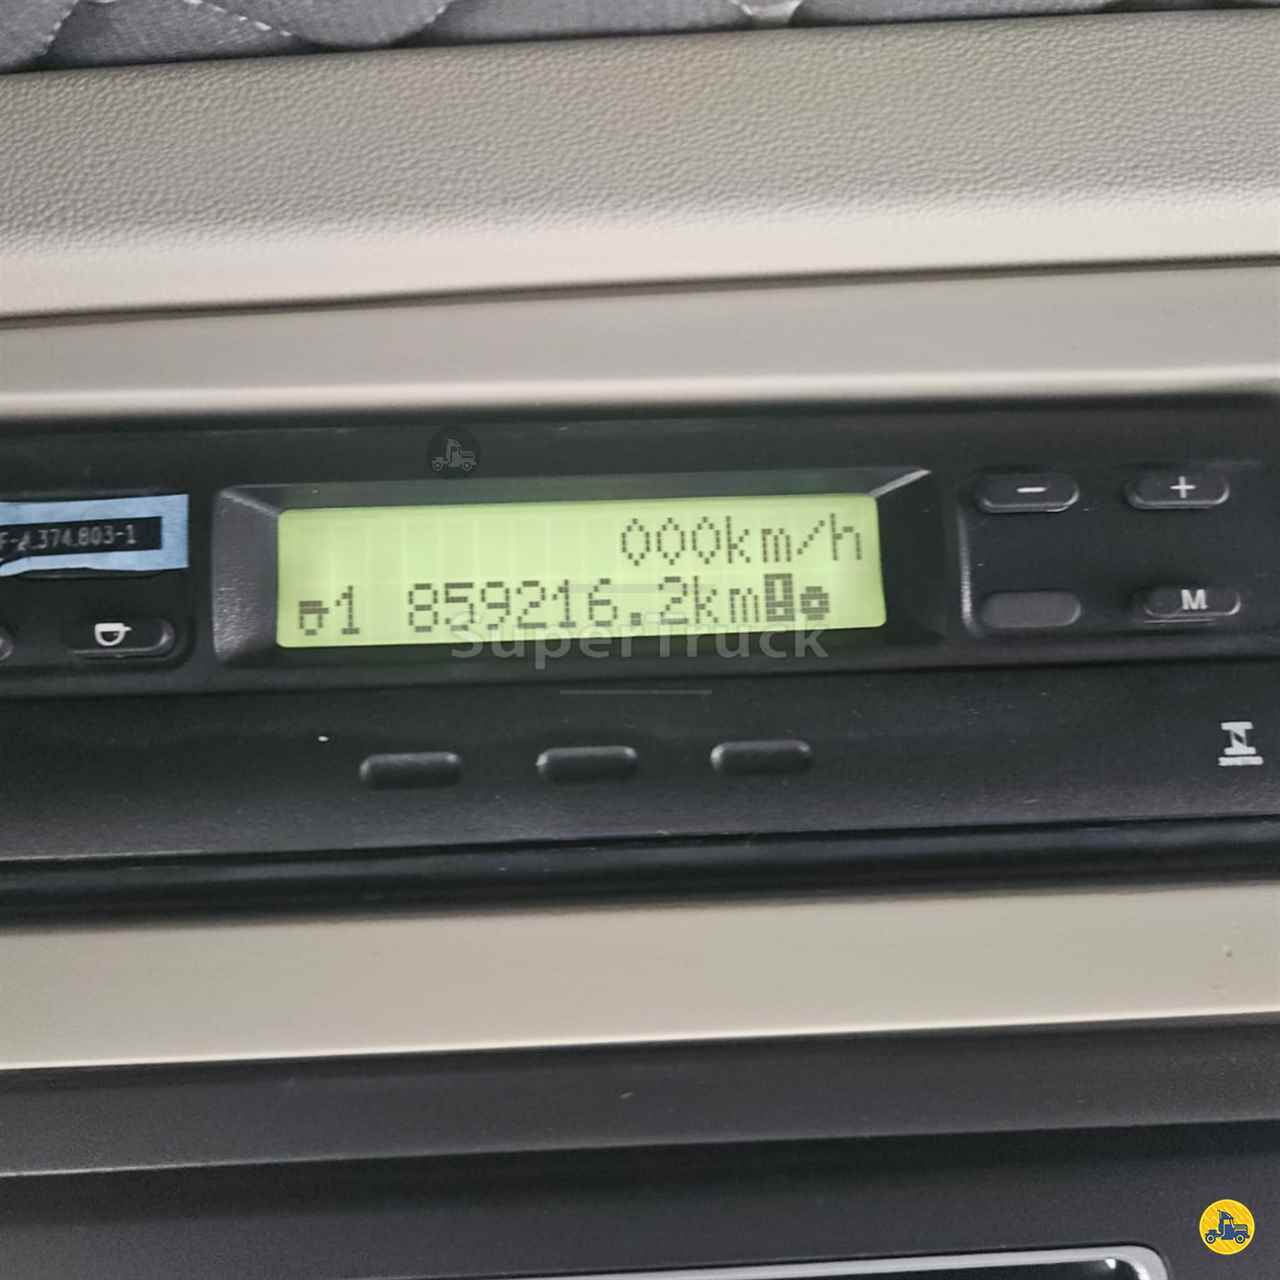 000km/h
1 859216.2km
F-2.374.803-1
M
SuperTruck